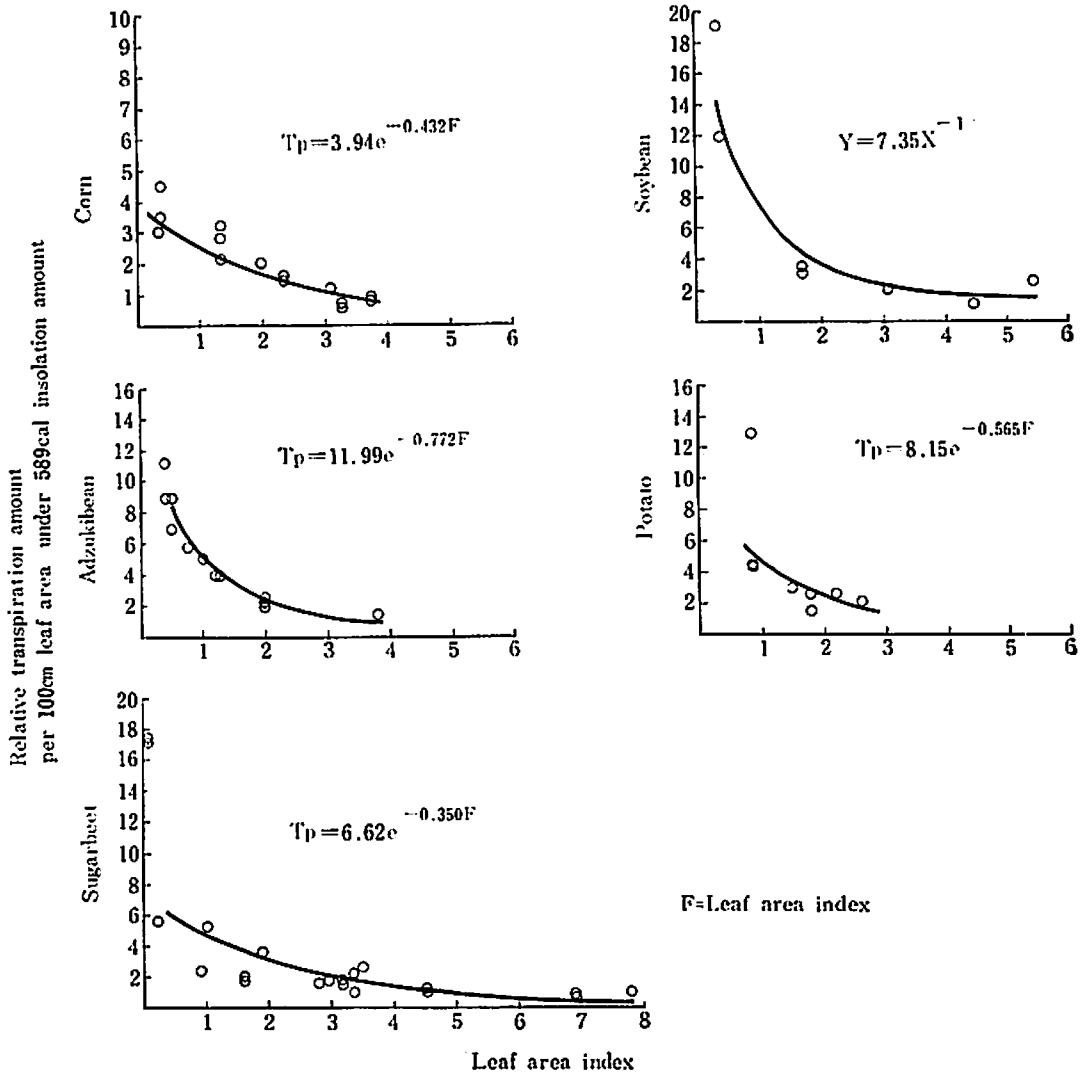 Relative transpiration amount
per 100cm leaf area under 589cal insolation amount
Corn
10
9
8
7
6
5
4
3
2
1
1 2 3 4 5 6
Tp=3.94e^-0.432F
Soybean
20
18
16
14
12
10
8
6
4
2
1 2 3 4 5 6
Y=7.35X^-1
Adzukibean
16
14
12
10
8
6
4
2
1 2 3 4 5 6
Tp=11.99e^-0.772F
Potato
16
14
12
10
8
6
4
2
1 2 3 4 5 6
Tp=8.15e^-0.565F
Sugarbeet
20
18
16
14
12
10
8
6
4
2
1 2 3 4 5 6 7 8
Tp=6.62e^-0.350F
F=Leaf area index
Leaf area index